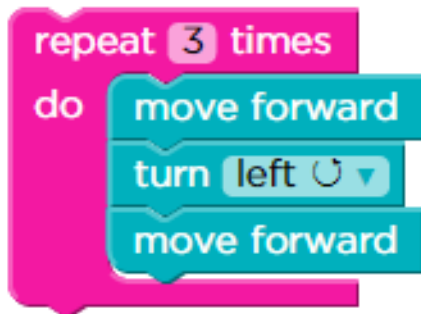 repeat 3 times
do move forward
turn left ↺ ▾
move forward